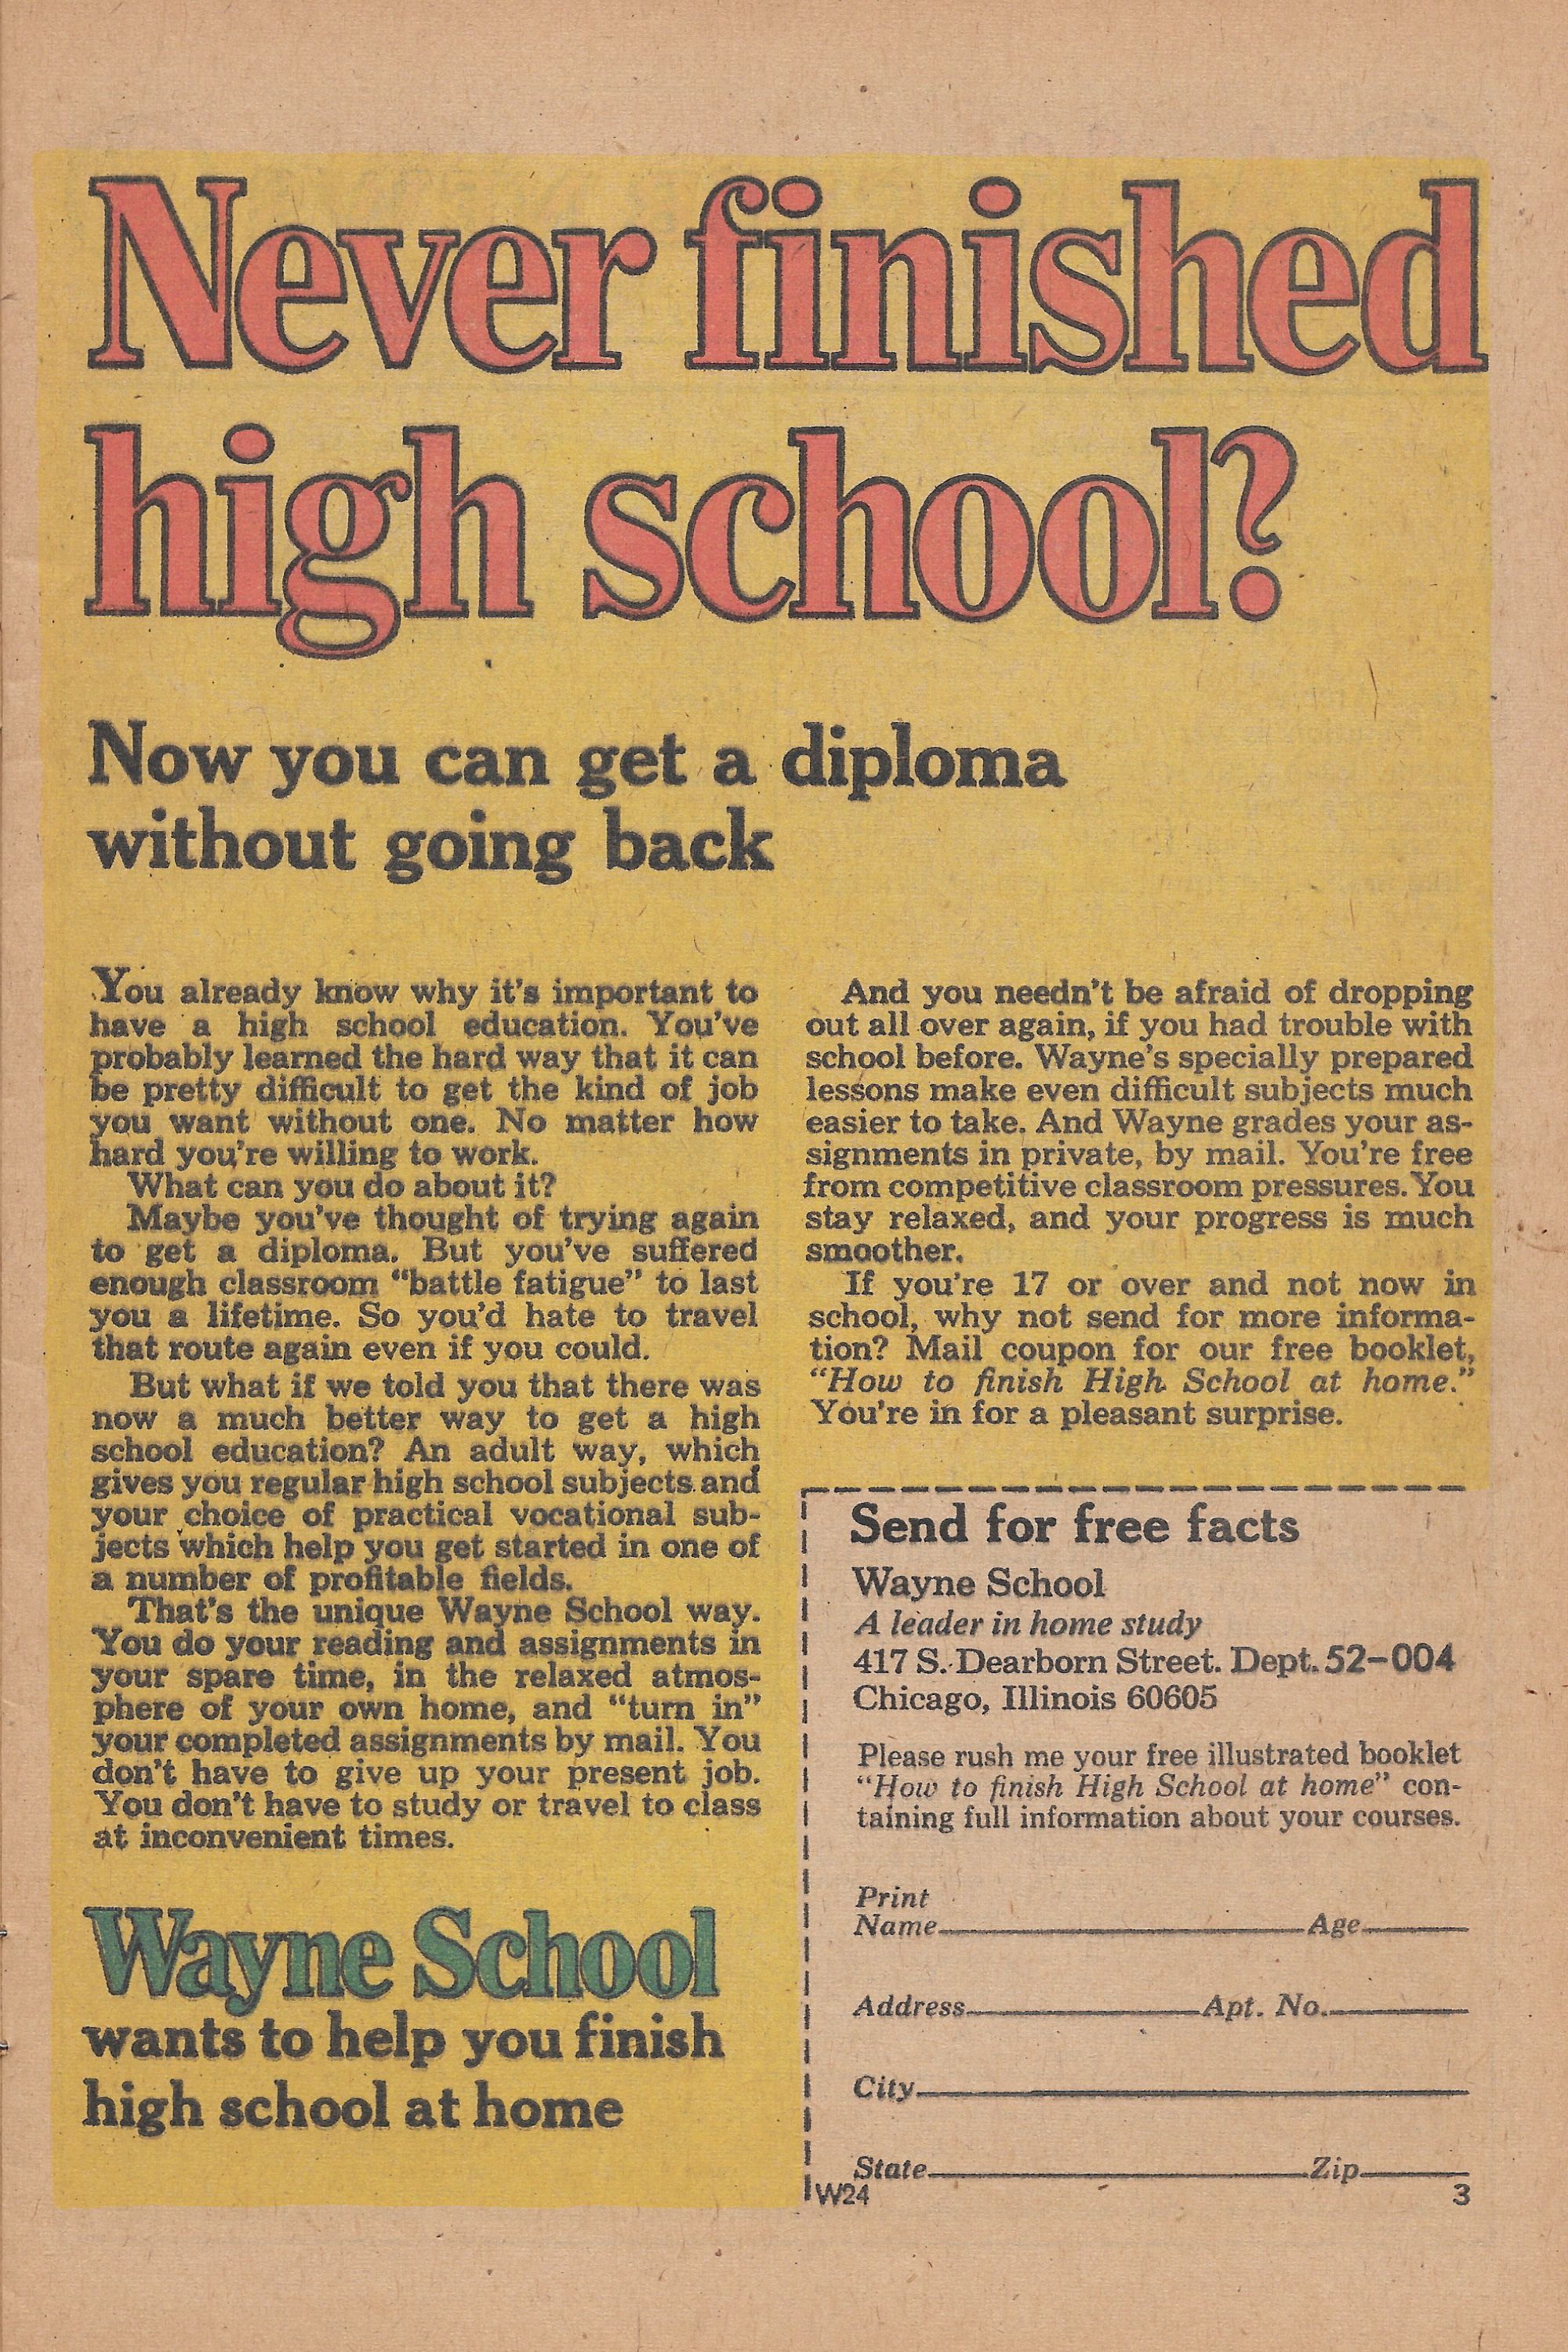 Never finished
high school?
Now you can get a diploma
without going back
You already know why it's important to
have a high school education. You've
probably learned the hard way that it can
be pretty difficult to get the kind of job
you want without one. No matter how
hard you're willing to work.
What can you do about it?
Maybe you've thought of trying again
to get a diploma. But you've suffered
enough classroom "battle fatigue" to last
you a lifetime. So you'd hate to travel
that route again even if you could.
But what if we told you that there was
now a much better way to get a high
school education? An adult way, which
gives you regular high school subjects and
your choice of practical vocational sub-
jects which help you get started in one of
a number of profitable fields.
That's the unique Wayne School way.
You do your reading and assignments in
your spare time, in the relaxed atmos-
phere of your own home, and "turn in"
your completed assignments by mail. You
don't have to give up your present job.
You don't have to study or travel to class
at inconvenient times.
Wayne School
wants to help you finish
high school at home
And you needn't be afraid of dropping
out all over again, if you had trouble with
school before. Wayne's specially prepared
lessons make even difficult subjects much
easier to take. And Wayne grades your as-
signments in private, by mail. You're free
from competitive classroom pressures. You
stay relaxed, and your progress is much
smoother.
If you're 17 or over and not now in
school, why not send for more informa-
tion? Mail coupon for our free booklet,
"How to finish High School at home."
You're in for a pleasant surprise.
Send for free facts
Wayne School
A leader in home study
417 S. Dearborn Street. Dept. 52-004
Chicago, Illinois 60605
Please rush me your free illustrated booklet
"How to finish High School at home" con-
taining full information about your courses.
Print
Name Age
Address Apt. No.
City
State Zip
W24 3